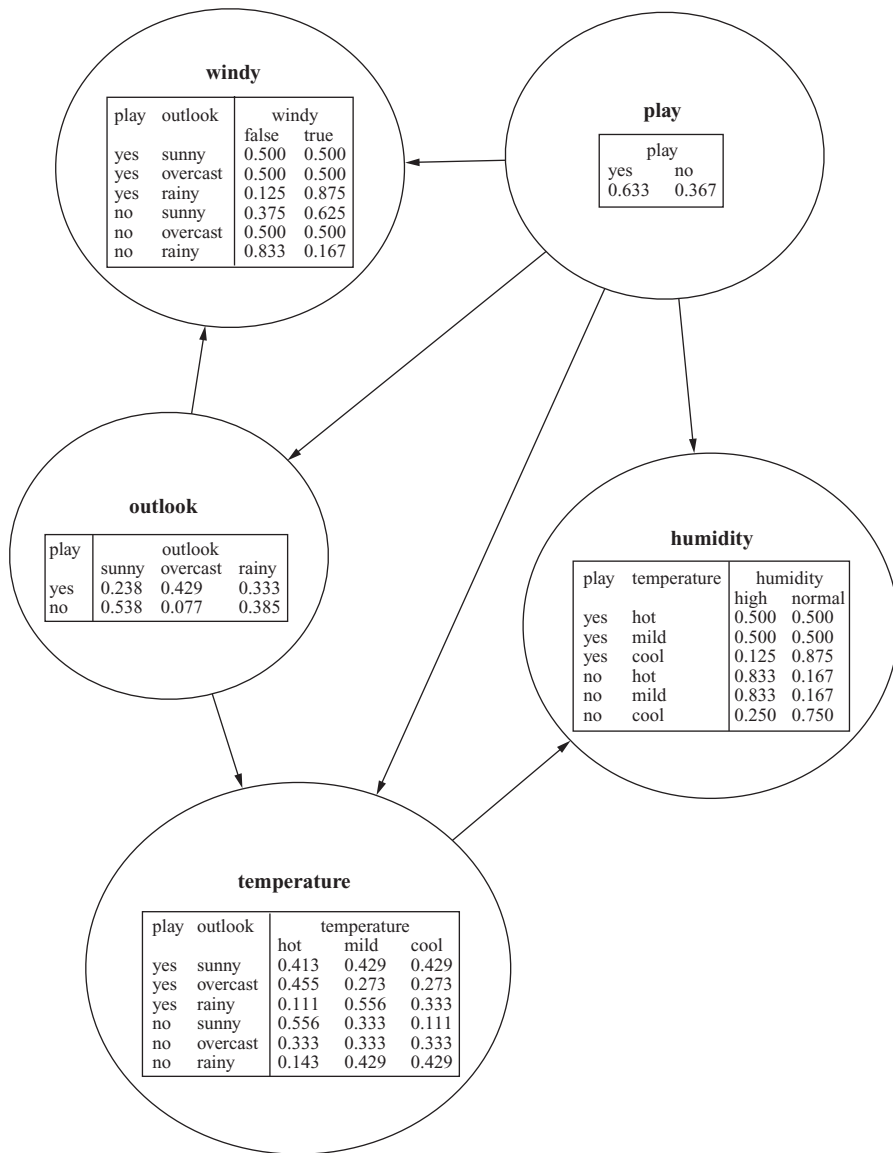 windy
play outlook windy
false true
yes sunny 0.500 0.500
yes overcast 0.500 0.500
yes rainy 0.125 0.875
no sunny 0.375 0.625
no overcast 0.500 0.500
no rainy 0.833 0.167
play
play
yes no
0.633 0.367
outlook
play outlook
sunny overcast rainy
yes 0.238 0.429 0.333
no 0.538 0.077 0.385
humidity
play temperature humidity
high normal
yes hot 0.500 0.500
yes mild 0.500 0.500
yes cool 0.125 0.875
no hot 0.833 0.167
no mild 0.833 0.167
no cool 0.250 0.750
temperature
play outlook temperature
hot mild cool
yes sunny 0.413 0.429 0.429
yes overcast 0.455 0.273 0.273
yes rainy 0.111 0.556 0.333
no sunny 0.556 0.333 0.111
no overcast 0.333 0.333 0.333
no rainy 0.143 0.429 0.429